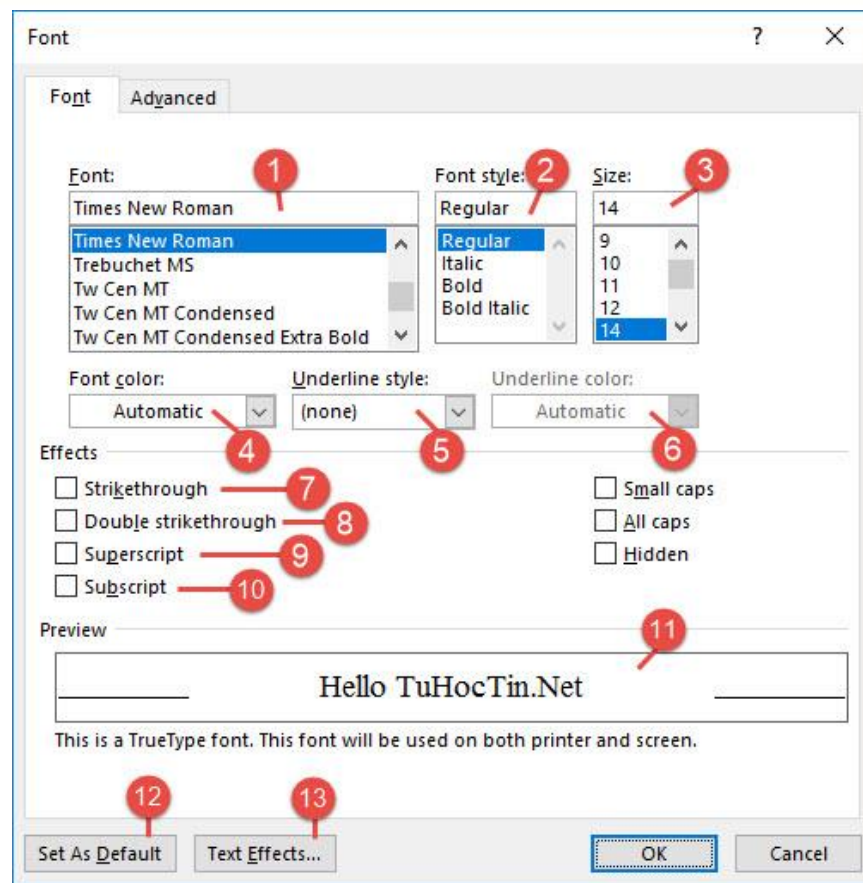 Font ?
Font Advanced
1 2 3
Font: Font style: Size:
Times New Roman Regular 14
Times New Roman Regular 9
Trebuchet MS Italic 10
Tw Cen MT Bold 11
Tw Cen MT Condensed Bold Italic 12
Tw Cen MT Condensed Extra Bold 14
Font color: Underline style: Underline color:
Automatic (none) Automatic
4 5 6
Effects
Strikethrough 7 Small caps
Double strikethrough 8 All caps
Superscript 9 Hidden
Subscript 10
Preview 11
Hello TuHocTin.Net
This is a TrueType font. This font will be used on both printer and screen.
12 13
Set As Default Text Effects... OK Cancel